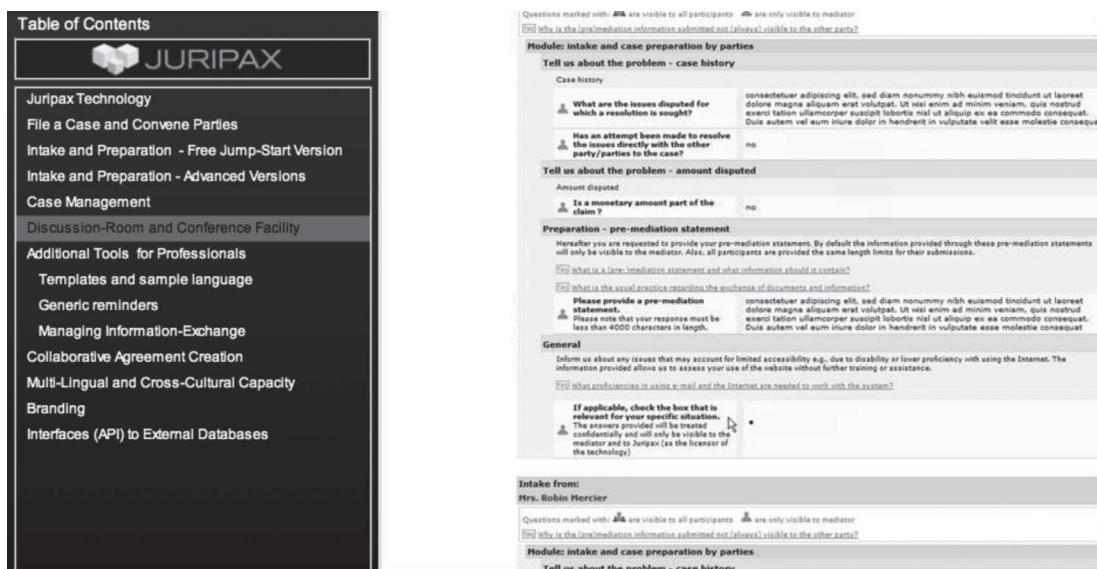 Table of Contents
JURIPAX
Juripax Technology
File a Case and Convene Parties
Intake and Preparation - Free Jump-Start Version
Intake and Preparation - Advanced Versions
Case Management
Discussion-Room and Conference Facility
Additional Tools for Professionals
Templates and sample language
Generic reminders
Managing Information-Exchange
Collaborative Agreement Creation
Multi-Lingual and Cross-Cultural Capacity
Branding
Interfaces (API) to External Databases
Questions marked with: are visible to all participants are only visible to mediator
FAQ Why is the (pre)mediation information submitted not (always) visible to the other party?
Module: intake and case preparation by parties
Tell us about the problem - case history
Case history
What are the issues disputed for
which a resolution is sought?
consectetuer adipiscing elit, sed diam nonummy nibh euismod tincidunt ut laoreet
dolore magna aliquam erat volutpat. Ut wisi enim ad minim veniam, quis nostrud
exerci tation ullamcorper suscipit lobortis nisl ut aliquip ex ea commodo consequat.
Duis autem vel eum iriure dolor in hendrerit in vulputate velit esse molestie consequa
Has an attempt been made to resolve
the issues directly with the other
party/parties to the case?
no
Tell us about the problem - amount disputed
Amount disputed
Is a monetary amount part of the
claim ?
no
Preparation - pre-mediation statement
Hereafter you are requested to provide your pre-mediation statement. By default the information provided through these pre-mediation statements
will only be visible to the mediator. Also, all participants are provided the same length limits for their submissions.
FAQ What is a (pre-)mediation statement and what information should it contain?
FAQ What is the usual practice regarding the exchange of documents and information?
Please provide a pre-mediation
statement.
Please note that your response must be
less than 4000 characters in length.
consectetuer adipiscing elit, sed diam nonummy nibh euismod tincidunt ut laoreet
dolore magna aliquam erat volutpat. Ut wisi enim ad minim veniam, quis nostrud
exerci tation ullamcorper suscipit lobortis nisl ut aliquip ex ea commodo consequat.
Duis autem vel eum iriure dolor in hendrerit in vulputate esse molestie consequat
General
Inform us about any issues that may account for limited accessibility e.g., due to disability or lower proficiency with using the Internet. The
information provided allows us to assess your use of the website without further training or assistance.
FAQ What proficiencies in using e-mail and the Internet are needed to work with the system?
If applicable, check the box that is
relevant for your specific situation.
The answers provided will be treated
confidentially and will only be visible to the
mediator and to Juripax (as the licensor of
the technology)
Intake from:
Mrs. Robin Mercier
Questions marked with: are visible to all participants are only visible to mediator
FAQ Why is the (pre)mediation information submitted not (always) visible to the other party?
Module: intake and case preparation by parties
Tell us about the problem - case history